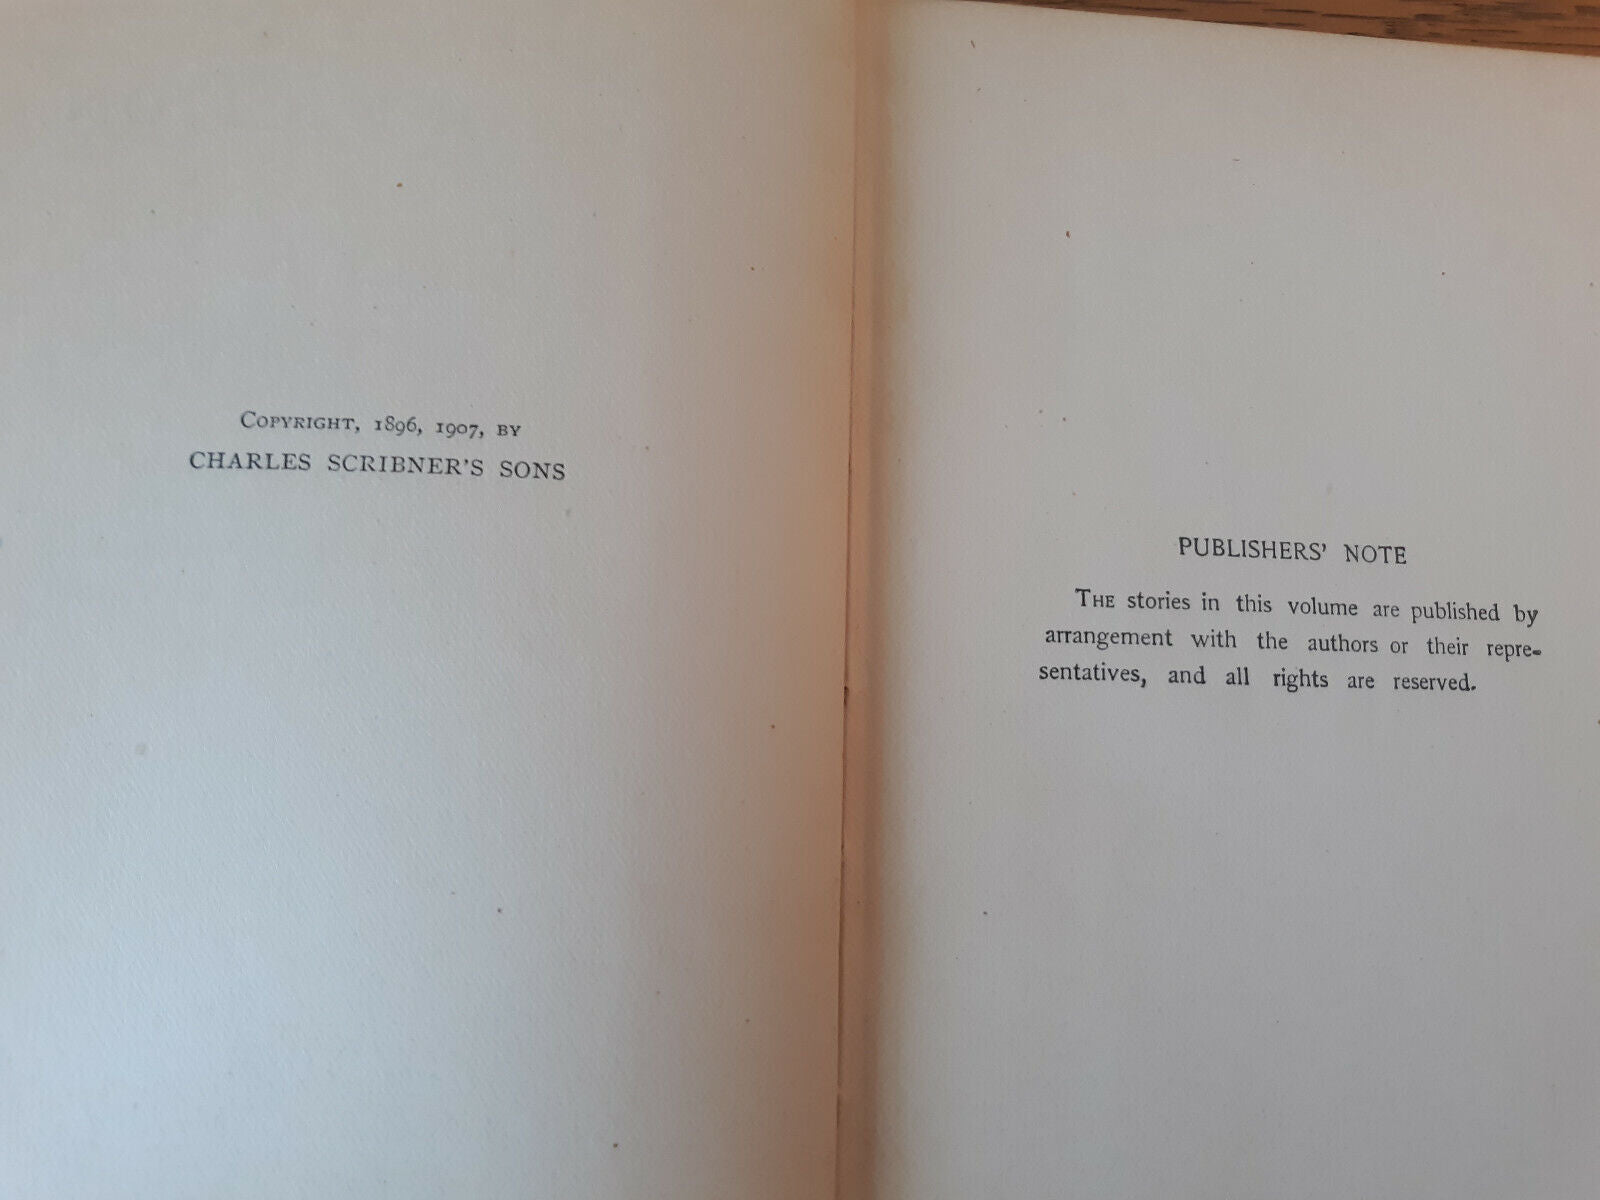 Copyright, 1896, 1907, by
CHARLES SCRIBNER'S SONS
PUBLISHERS' NOTE
The stories in this volume are published by
arrangement with the authors or their repre-
sentatives, and all rights are reserved.